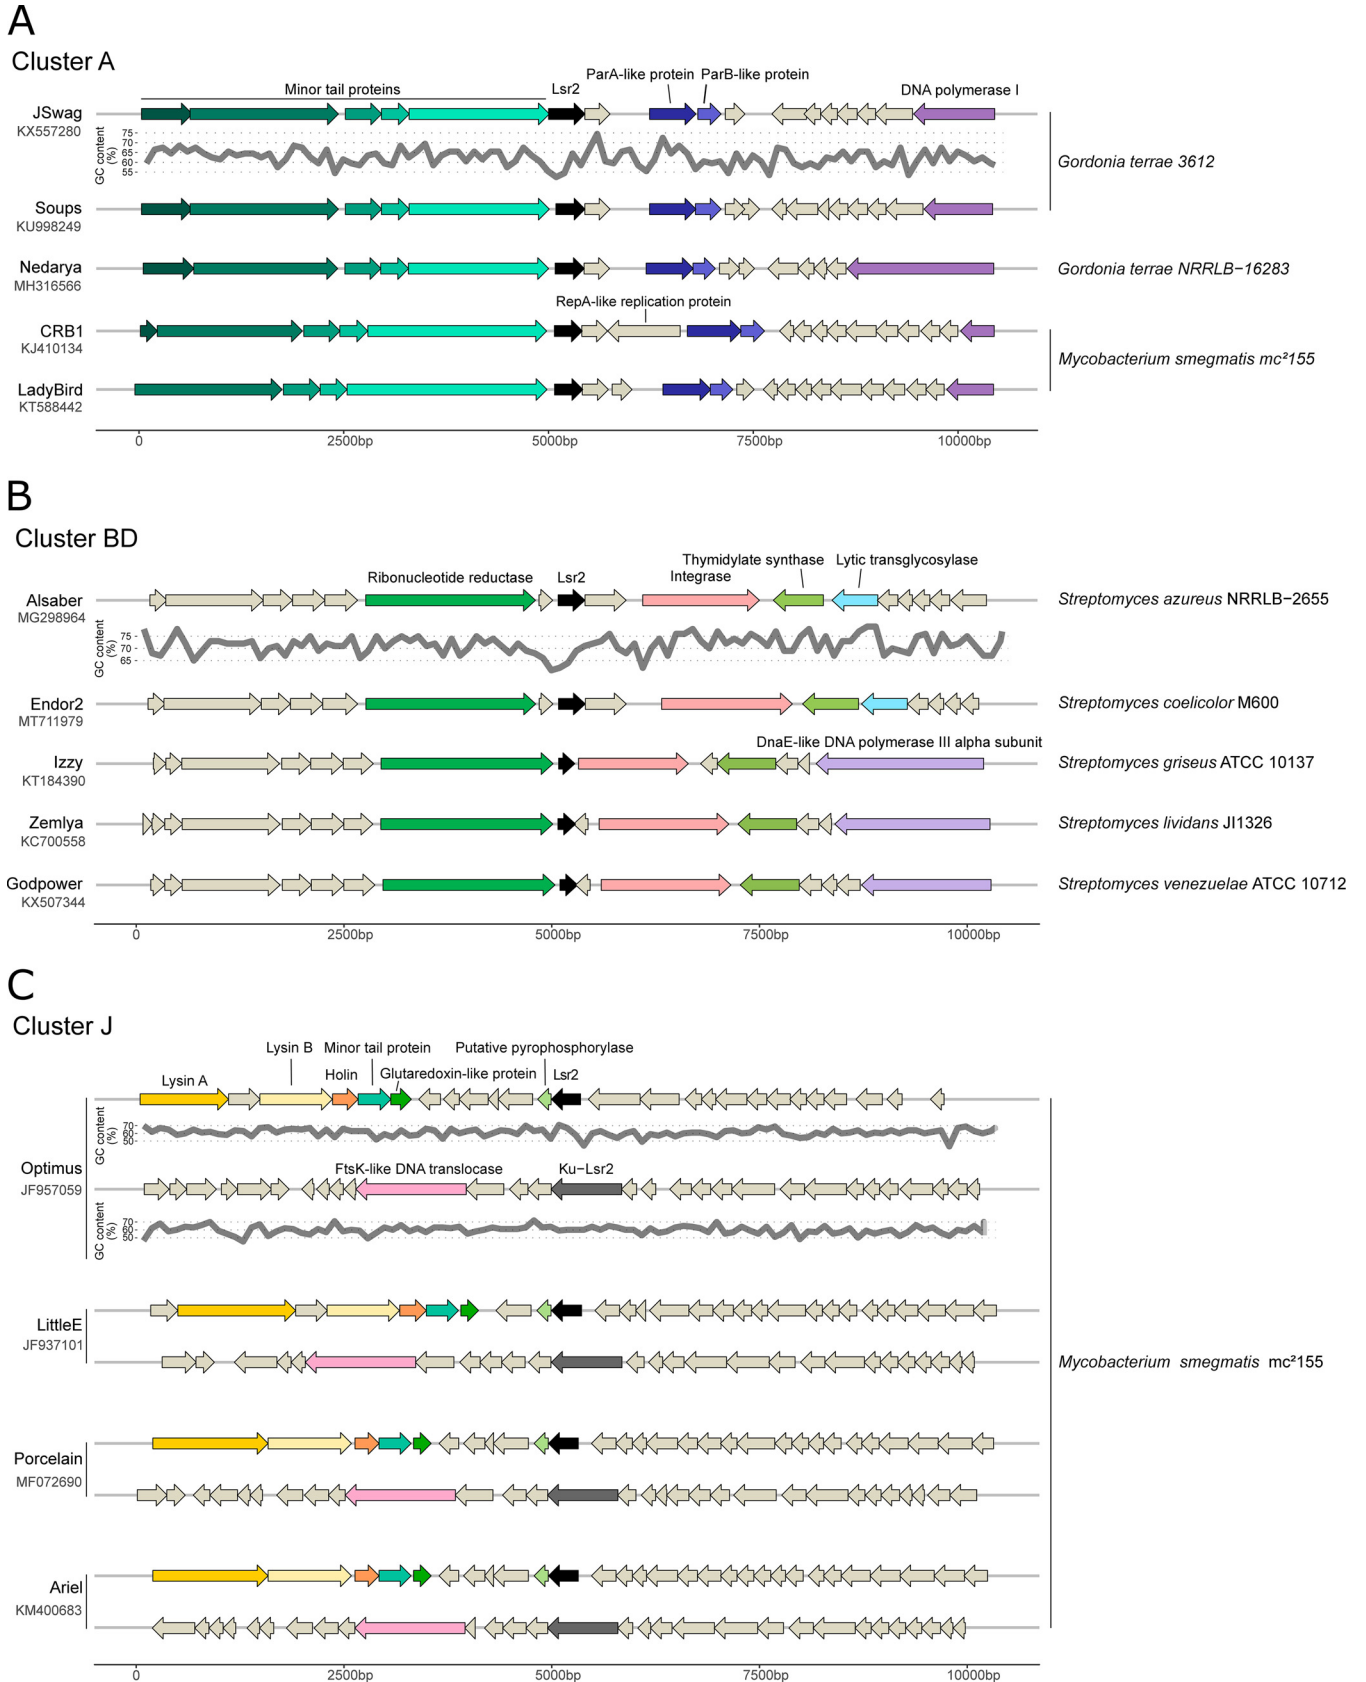 A
Cluster A
Minor tail proteins
Lsr2
ParA-like protein
ParB-like protein
DNA polymerase I
JSwag
KX557280
GC content
(%)
75
70
65
60
55
Gordonia terrae 3612
Soups
KU998249
Nedarya
MH316566
Gordonia terrae NRRLB−16283
RepA-like replication protein
CRB1
KJ410134
Mycobacterium smegmatis mc²155
LadyBird
KT588442
0 2500bp 5000bp 7500bp 10000bp
B
Cluster BD
Ribonucleotide reductase
Lsr2
Integrase
Thymidylate synthase
Lytic transglycosylase
Alsaber
MG298964
Streptomyces azureus NRRLB−2655
GC content
(%)
75
70
65
Endor2
MT711979
Streptomyces coelicolor M600
DnaE-like DNA polymerase III alpha subunit
Izzy
KT184390
Streptomyces griseus ATCC 10137
Zemlya
KC700558
Streptomyces lividans JI1326
Godpower
KX507344
Streptomyces venezuelae ATCC 10712
0 2500bp 5000bp 7500bp 10000bp
C
Cluster J
Lysin A
Lysin B
Holin
Minor tail protein
Glutaredoxin-like protein
Putative pyrophosphorylase
Lsr2
GC content
(%)
70
60
50
Optimus
JF957059
FtsK-like DNA translocase
Ku−Lsr2
GC content
(%)
70
60
50
LittleE
JF937101
Mycobacterium smegmatis mc²155
Porcelain
MF072690
Ariel
KM400683
0 2500bp 5000bp 7500bp 10000bp